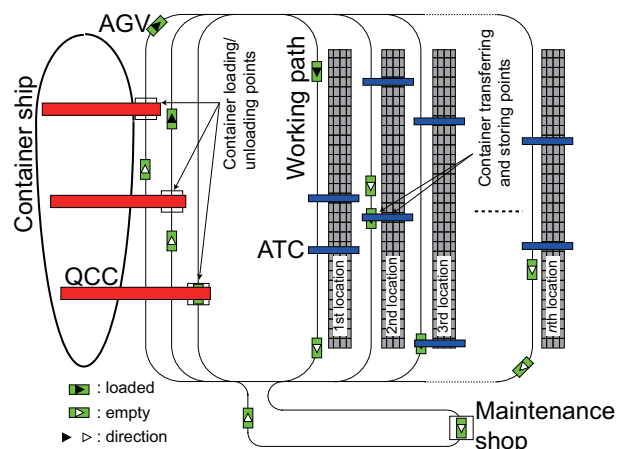 AGV
Container ship
QCC
Container loading/
unloading points
Working path
ATC
Container transferring
and storing points
1st location
2nd location
3rd location
nth location
: loaded
: empty
: direction
Maintenance
shop